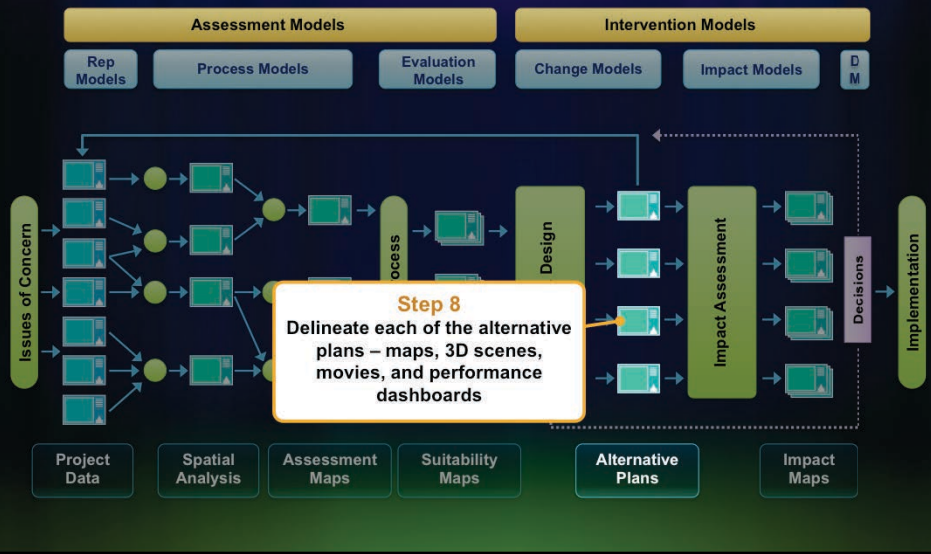 Assessment Models
Intervention Models
Rep
Models
Process Models
Evaluation
Models
Change Models
Impact Models
D
M
Issues of Concern
ocess
Design
Impact Assessment
Decisions
Implementation
Step 8
Delineate each of the alternative
plans – maps, 3D scenes,
movies, and performance
dashboards
Project
Data
Spatial
Analysis
Assessment
Maps
Suitability
Maps
Alternative
Plans
Impact
Maps